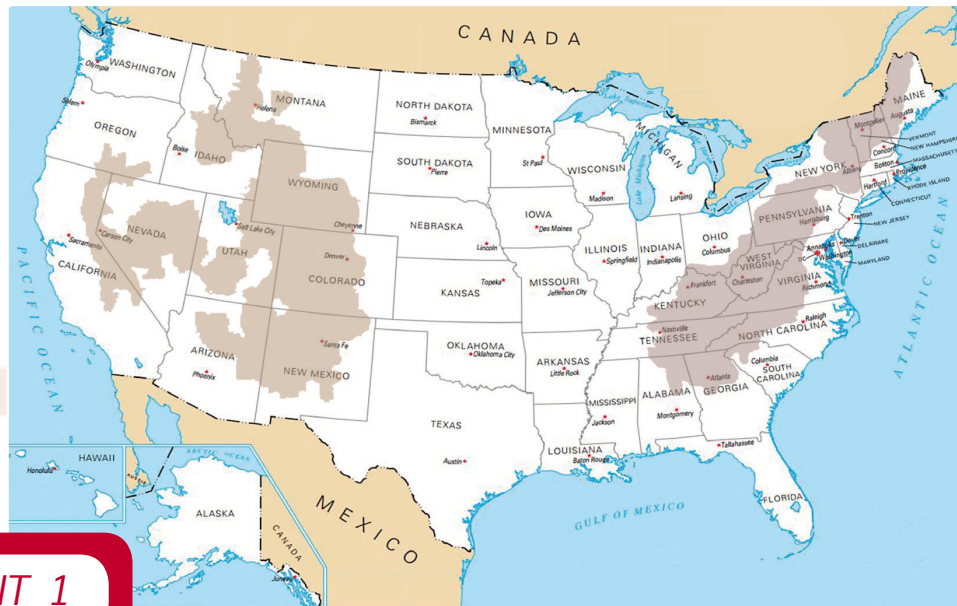 CANADA
WASHINGTON
Olympia
Salem
OREGON
MONTANA
Helena
IDAHO
Boise
WYOMING
Cheyenne
NORTH DAKOTA
Bismarck
SOUTH DAKOTA
Pierre
MINNESOTA
St Paul
Lake Superior
MICHIGAN
Lake Michigan
Lansing
WISCONSIN
Madison
MAINE
Augusta
Montpelier
VERMONT
NEW HAMPSHIRE
Concord
MASSACHUSETTS
Boston
Providence
RHODE ISLAND
Hartford
CONNECTICUT
NEW YORK
Albany
PENNSYLVANIA
Harrisburg
Trenton
NEW JERSEY
Dover
DELAWARE
Annapolis
DC
Washington
MARYLAND
NEVADA
Carson City
Sacramento
CALIFORNIA
UTAH
Salt Lake City
Denver
COLORADO
NEBRASKA
Lincoln
IOWA
Des Moines
ILLINOIS
Springfield
INDIANA
Indianapolis
OHIO
Columbus
WEST
VIRGINIA
Charleston
VIRGINIA
Richmond
KANSAS
Topeka
MISSOURI
Jefferson City
KENTUCKY
Frankfort
TENNESSEE
Nashville
NORTH CAROLINA
Raleigh
ARIZONA
Phoenix
NEW MEXICO
Santa Fe
OKLAHOMA
Oklahoma City
ARKANSAS
Little Rock
MISSISSIPPI
Jackson
ALABAMA
Montgomery
GEORGIA
Atlanta
Columbia
SOUTH
CAROLINA
TEXAS
Austin
LOUISIANA
Baton Rouge
Tallahassee
FLORIDA
PACIFIC OCEAN
ATLANTIC OCEAN
GULF OF MEXICO
MEXICO
HAWAII
Honolulu
ARCTIC OCEAN
RUSSIA
ALASKA
CANADA
Juneau
IT 1